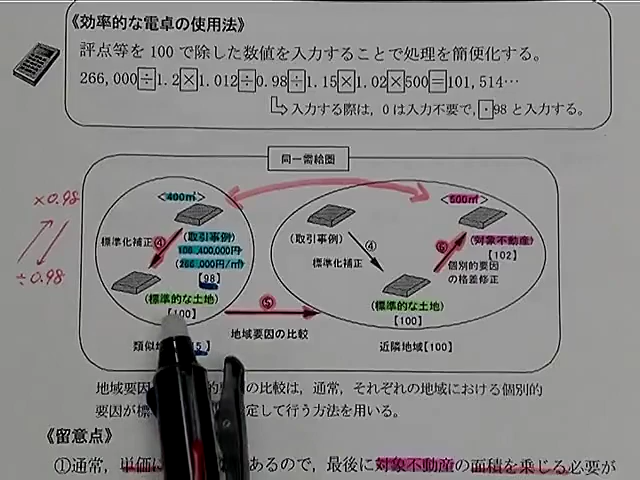 《効率的な電卓の使用法》
評点等を100で除した数値を入力することで処理を簡便化する。
266,000÷1.2×1.012÷0.98÷1.15×1.02×500=101,514…
入力する際は，0は入力不要で，・98と入力する。
同一需給圏
×0.98
÷0.98
<400㎡>
標準化補正
④
(取引事例)
106,400,000円
(266,000円/㎡)
[98]
(標準的な土地)
[100]
⑤
地域要因の比較
(取引事例)
④
標準化補正
(標準的な土地)
[100]
<500㎡>
(対象不動産)
[102]
⑥
個別的要因
の格差修正
類似地
5]
近隣地域[100]
地域要因
の比較は，通常，それぞれの地域における個別的
要因が標
定して行う方法を用いる。
《留意点》
①通常，単価に
あるので，最後に対象不動産の面積を乗じる必要が